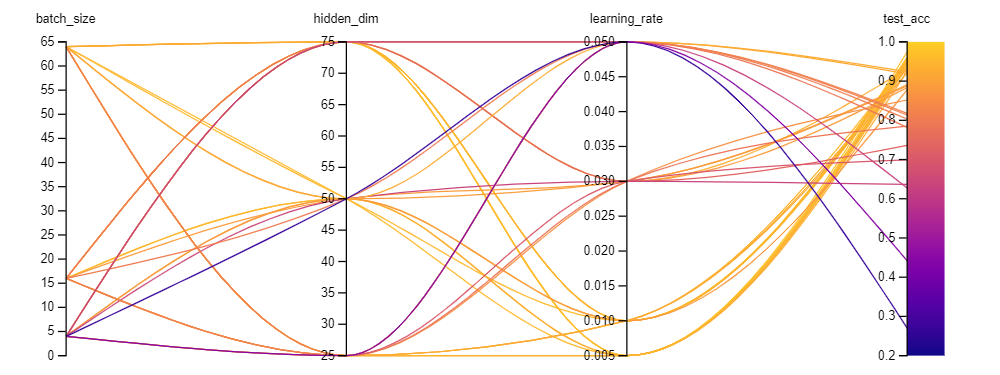 batch_size hidden_dim learning_rate test_acc
65 75 0.050 1.0
60 70 0.045 0.9
55 65 0.040 0.8
50 60 0.035 0.7
45 55 0.030 0.6
40 50 0.025 0.5
35 45 0.020 0.4
30 40 0.015 0.3
25 35 0.010 0.2
20 30 0.005
15 25
10
5
0